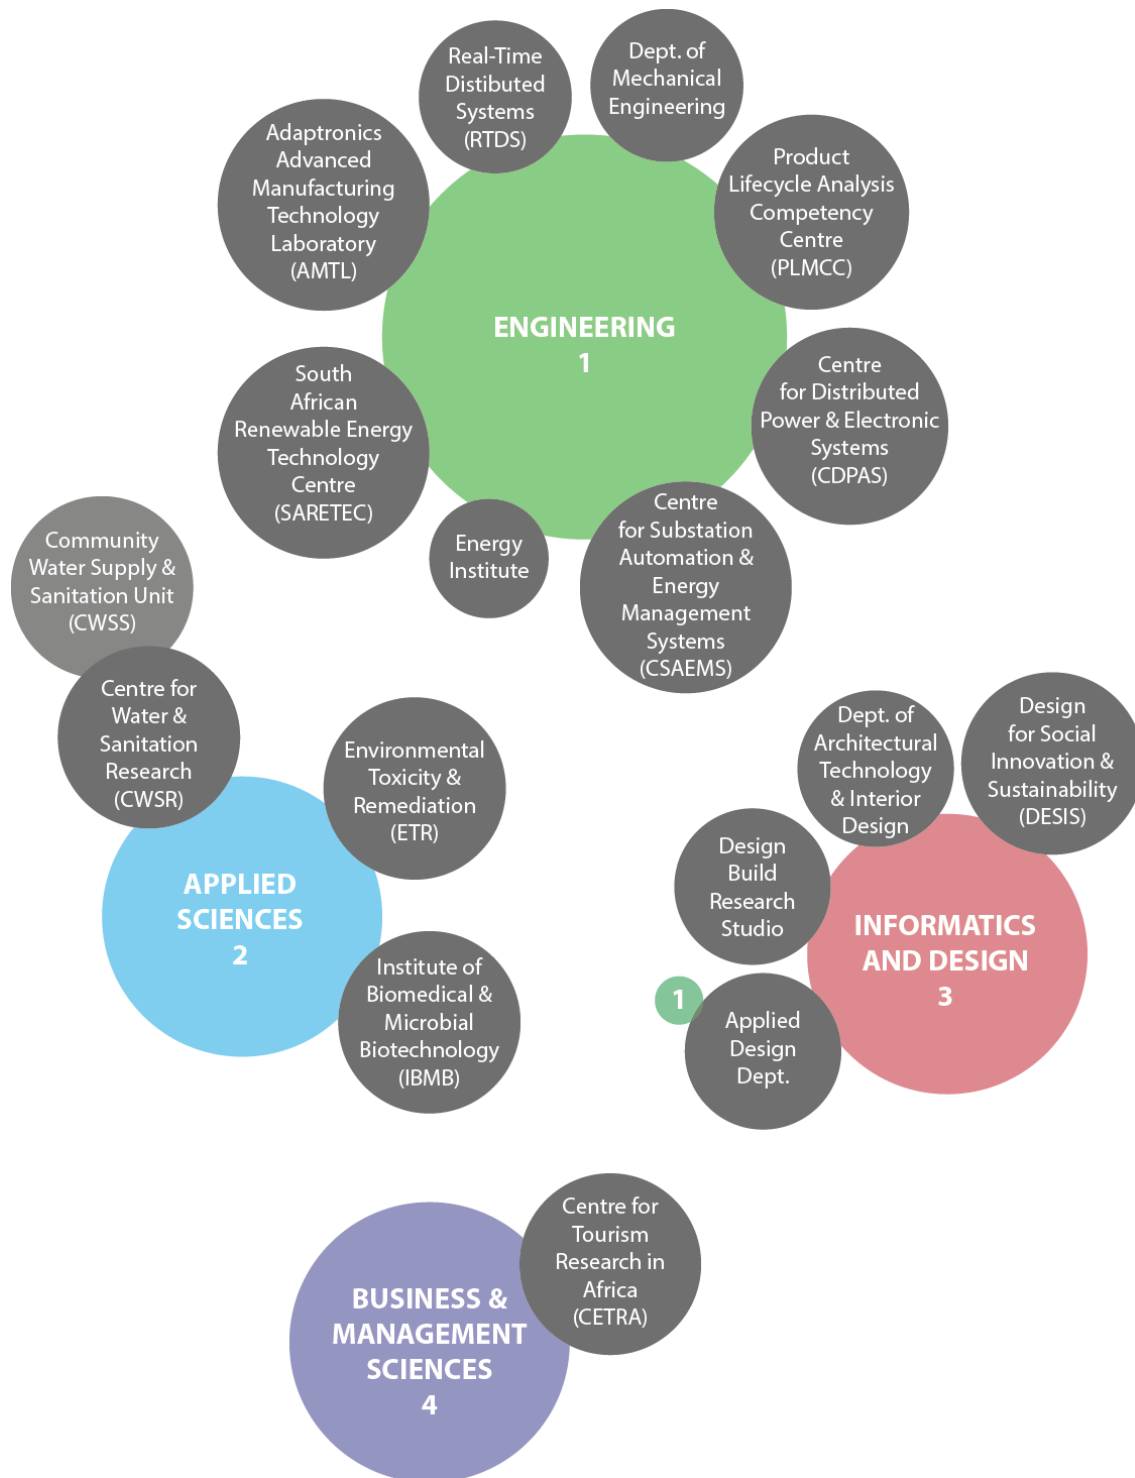 Real-Time
Distibuted
Systems
(RTDS)
Dept. of
Mechanical
Engineering
Adaptronics
Advanced
Manufacturing
Technology
Laboratory
(AMTL)
Product
Lifecycle Analysis
Competency
Centre
(PLMCC)
ENGINEERING
1
South
African
Renewable Energy
Technology
Centre
(SARETEC)
Centre
for Distributed
Power & Electronic
Systems
(CDPAS)
Energy
Institute
Centre
for Substation
Automation &
Energy
Management
Systems
(CSAEMS)
Community
Water Supply &
Sanitation Unit
(CWSS)
Centre for
Water &
Sanitation
Research
(CWSR)
Environmental
Toxicity &
Remediation
(ETR)
APPLIED
SCIENCES
2
Institute of
Biomedical &
Microbial
Biotechnology
(IBMB)
Dept. of
Architectural
Technology
& Interior
Design
Design
for Social
Innovation &
Sustainability
(DESIS)
Design
Build
Research
Studio
INFORMATICS
AND DESIGN
3
1
Applied
Design
Dept.
Centre for
Tourism
Research in
Africa
(CETRA)
BUSINESS &
MANAGEMENT
SCIENCES
4